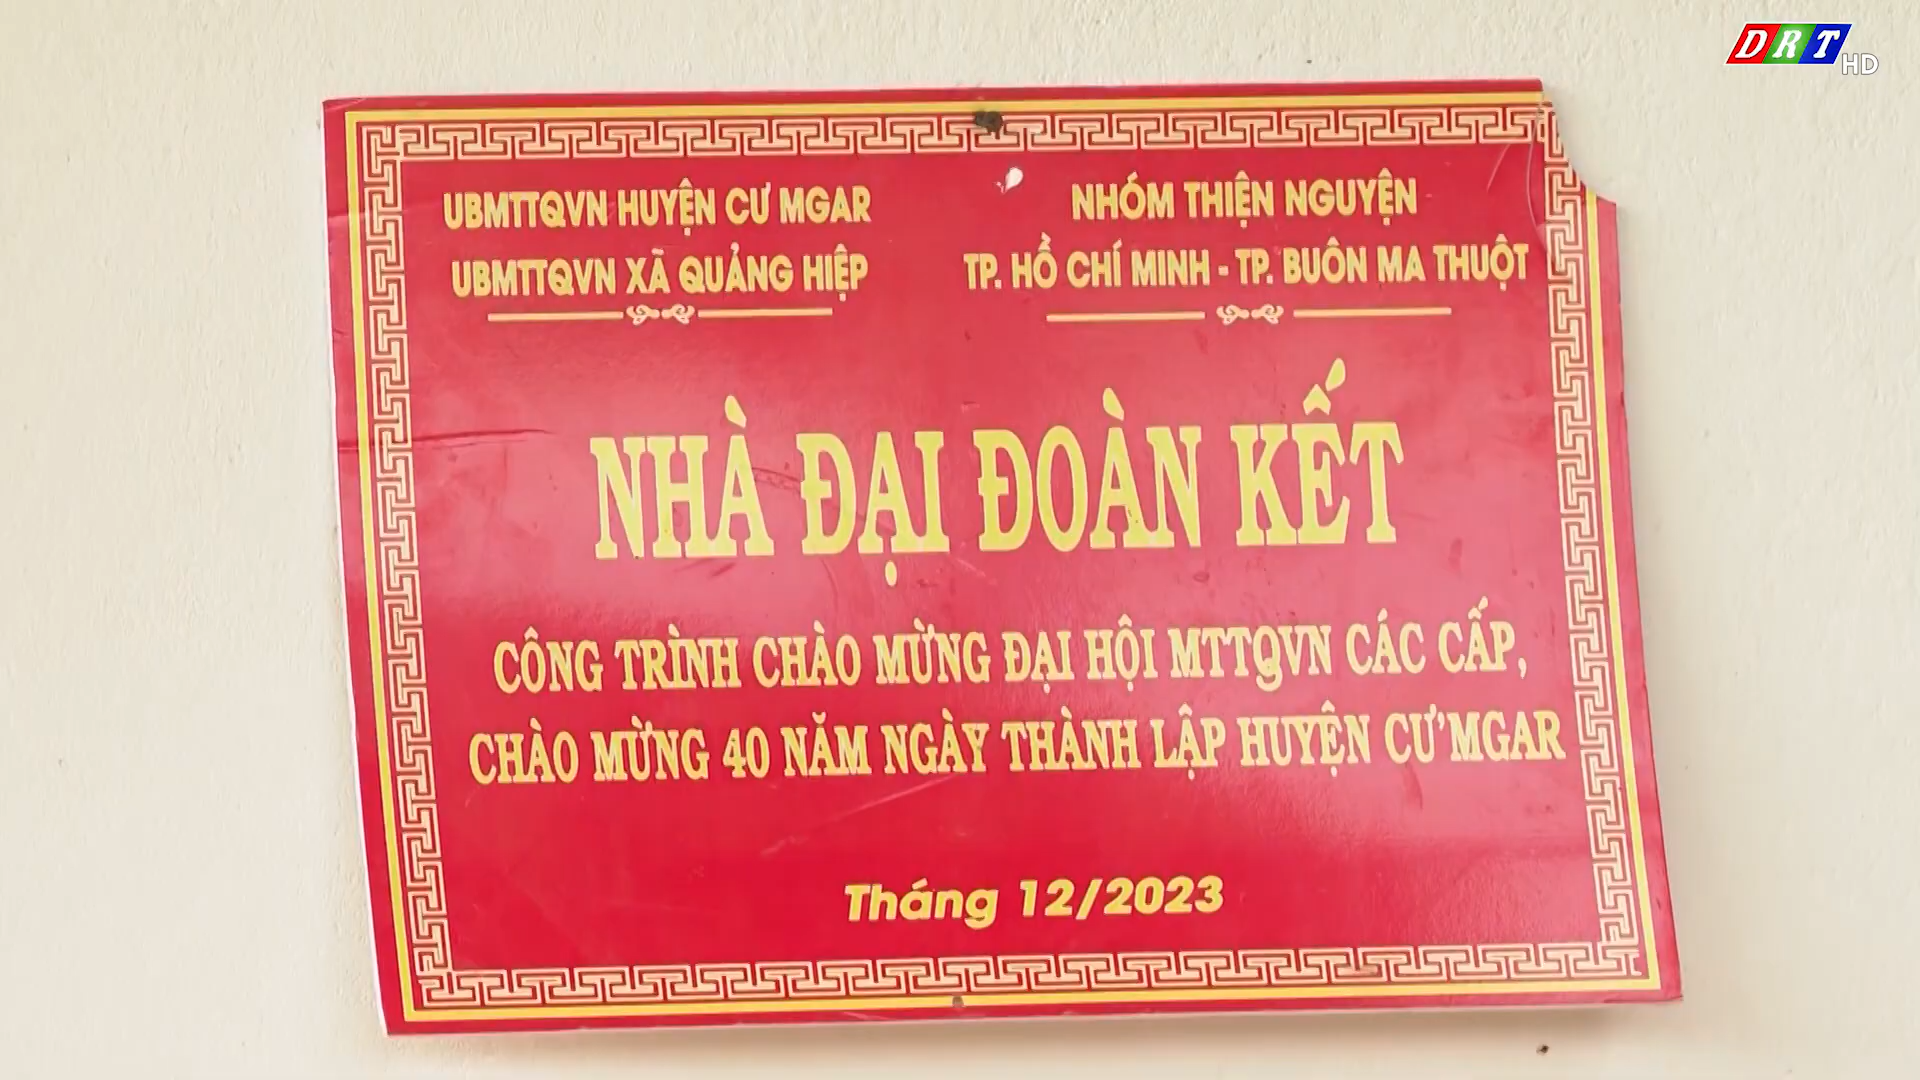 DRT HD
UBMTTQVN HUYỆN CƯ MGAR
UBMTTQVN XÃ QUẢNG HIỆP
NHÓM THIỆN NGUYỆN
TP. HỒ CHÍ MINH - TP. BUÔN MA THUỘT
NHÀ ĐẠI ĐOÀN KẾT
CÔNG TRÌNH CHÀO MỪNG ĐẠI HỘI MTTQVN CÁC CẤP,
CHÀO MỪNG 40 NĂM NGÀY THÀNH LẬP HUYỆN CƯ'MGAR
Tháng 12/2023